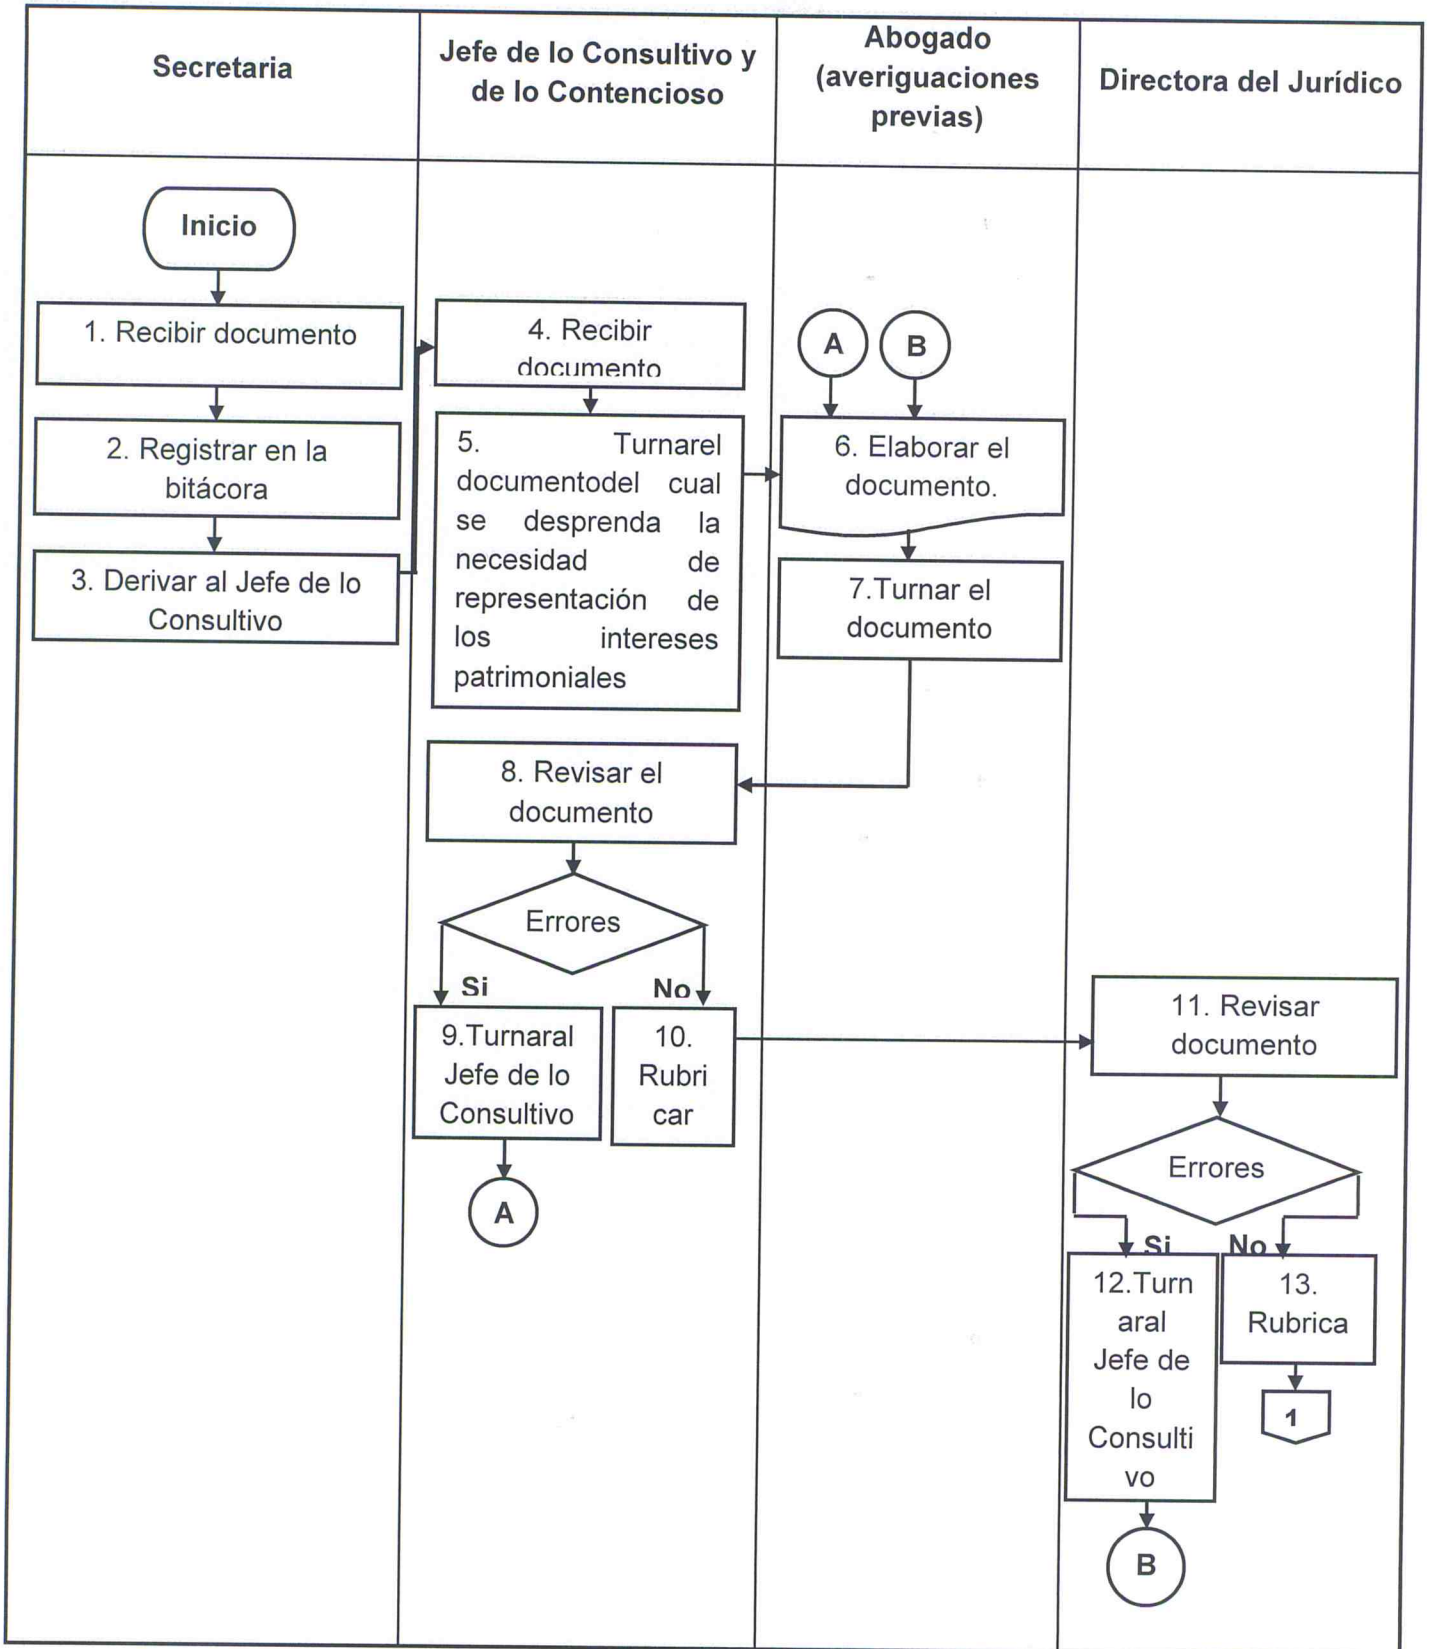 Secretaria
Jefe de lo Consultivo y
de lo Contencioso
Abogado
(averiguaciones
previas)
Directora del Jurídico
Inicio
1. Recibir documento
2. Registrar en la
bitácora
3. Derivar al Jefe de lo
Consultivo
4. Recibir
documento
5. Turnarel
documentodel cual
se desprenda la
necesidad de
representación de
los intereses
patrimoniales
A
B
6. Elaborar el
documento.
7.Turnar el
documento
8. Revisar el
documento
Errores
Si
No
9.Turnaral
Jefe de lo
Consultivo
10.
Rubri
car
A
11. Revisar
documento
Errores
Si
No
12.Turn
aral
Jefe de
lo
Consulti
vo
13.
Rubrica
1
B